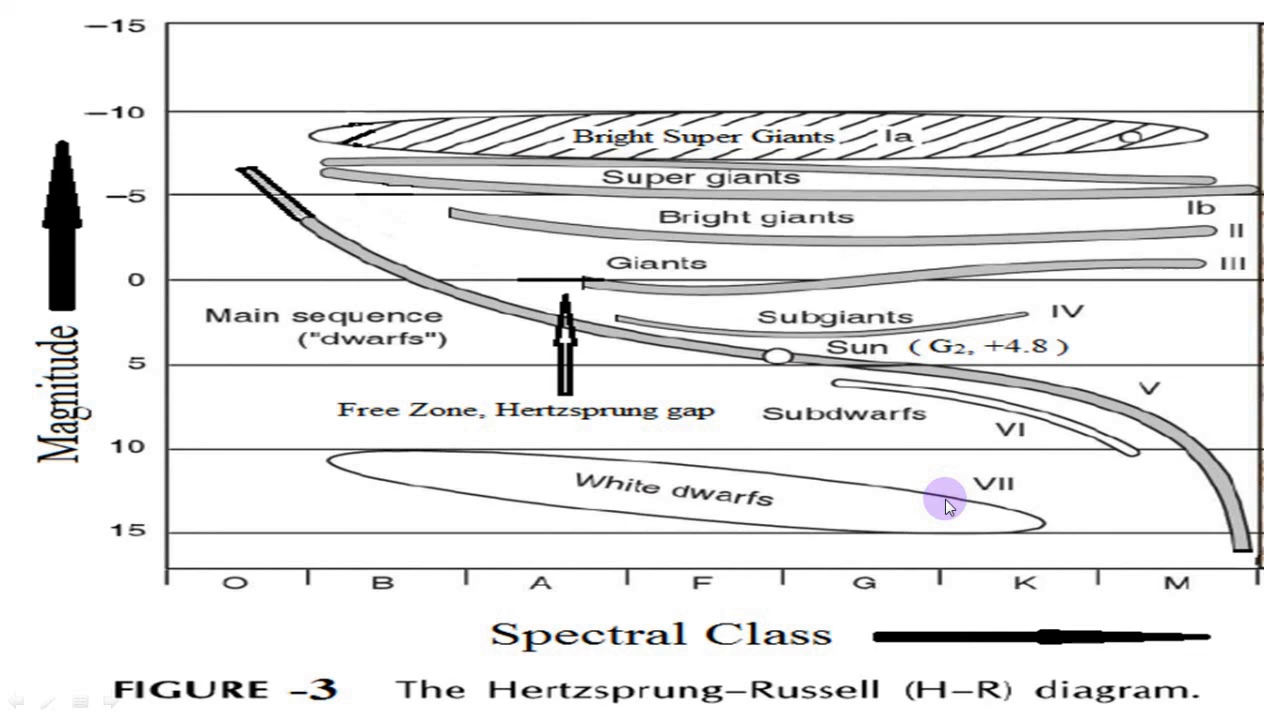 −15
−10
Bright Super Giants Ia
Super giants
−5
Ib
Bright giants
II
Giants
III
0
Main sequence
("dwarfs")
Subgiants
IV
Sun ( G₂, +4.8 )
5
V
Free Zone, Hertzsprung gap
Subdwarfs
VI
10
White dwarfs
VII
15
Magnitude
O B A F G K M
Spectral Class
FIGURE -3 The Hertzsprung–Russell (H–R) diagram.